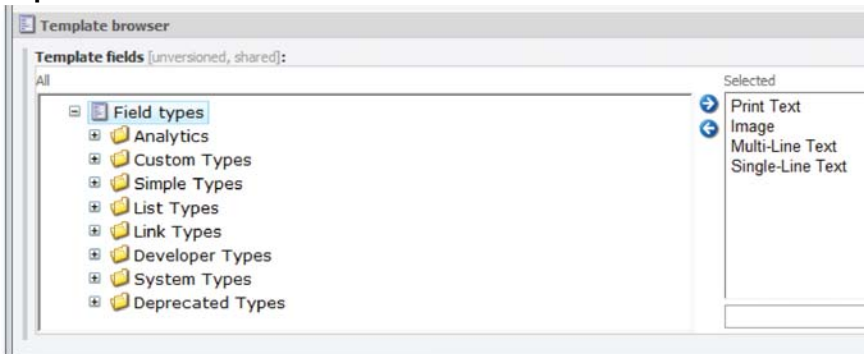 Template browser
Template fields [unversioned, shared]:
All
Field types
Analytics
Custom Types
Simple Types
List Types
Link Types
Developer Types
System Types
Deprecated Types
Selected
Print Text
Image
Multi-Line Text
Single-Line Text